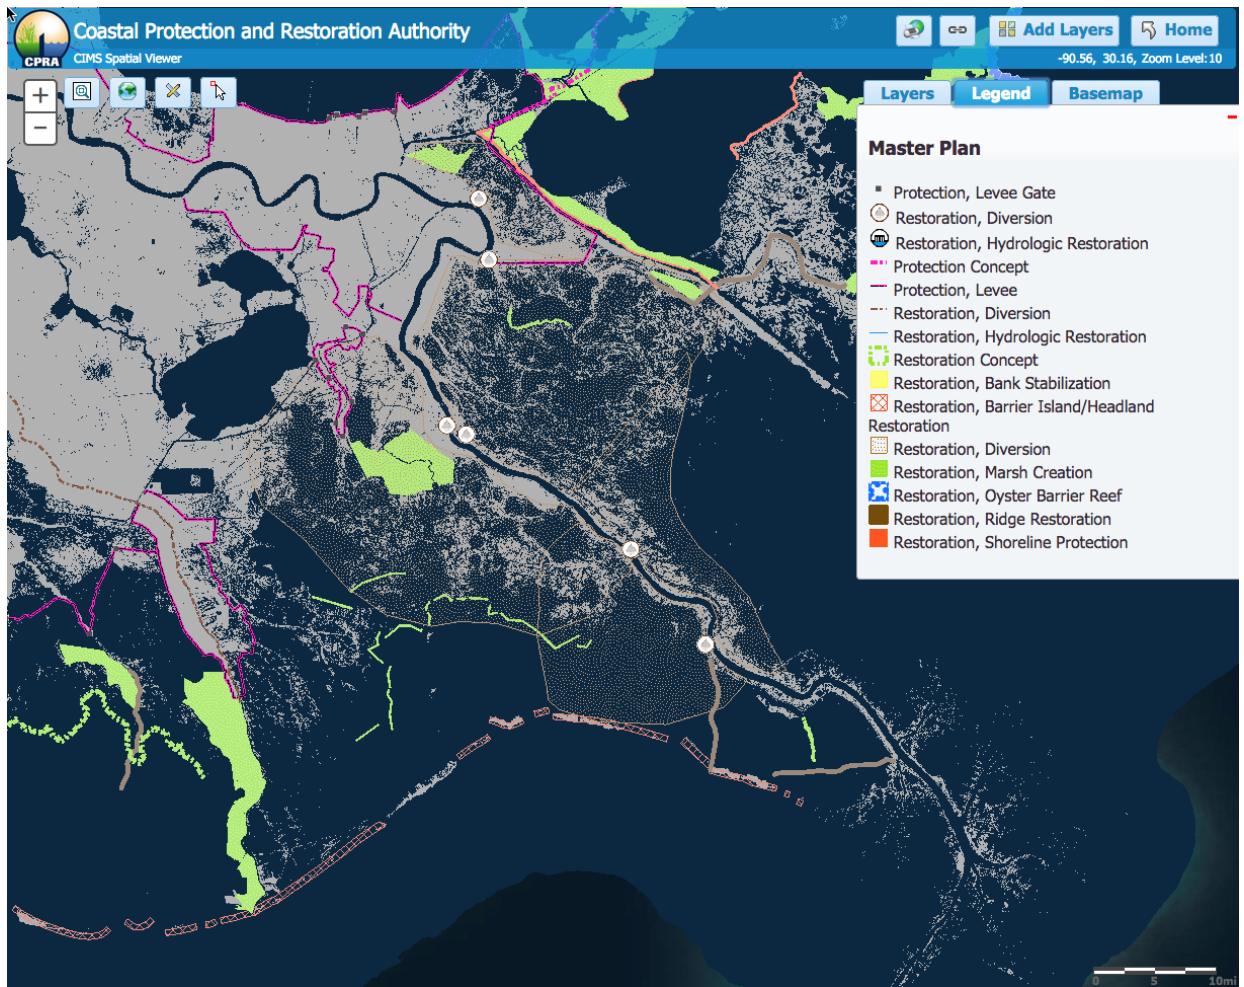 Coastal Protection and Restoration Authority
CPRA
CIMS Spatial Viewer
Add Layers
Home
-90.56, 30.16, Zoom Level:10
+
−
Layers
Legend
Basemap
Master Plan
Protection, Levee Gate
Restoration, Diversion
Restoration, Hydrologic Restoration
Protection Concept
Protection, Levee
Restoration, Diversion
Restoration, Hydrologic Restoration
Restoration Concept
Restoration, Bank Stabilization
Restoration, Barrier Island/Headland
Restoration
Restoration, Diversion
Restoration, Marsh Creation
Restoration, Oyster Barrier Reef
Restoration, Ridge Restoration
Restoration, Shoreline Protection
0 5 10mi